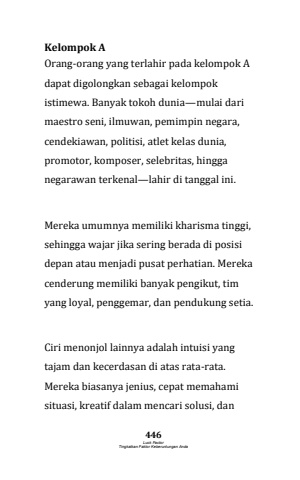 Kelompok A
Orang-orang yang terlahir pada kelompok A
dapat digolongkan sebagai kelompok
istimewa. Banyak tokoh dunia—mulai dari
maestro seni, ilmuwan, pemimpin negara,
cendekiawan, politisi, atlet kelas dunia,
promotor, komposer, selebritas, hingga
negarawan terkenal—lahir di tanggal ini.
Mereka umumnya memiliki kharisma tinggi,
sehingga wajar jika sering berada di posisi
depan atau menjadi pusat perhatian. Mereka
cenderung memiliki banyak pengikut, tim
yang loyal, penggemar, dan pendukung setia.
Ciri menonjol lainnya adalah intuisi yang
tajam dan kecerdasan di atas rata-rata.
Mereka biasanya jenius, cepat memahami
situasi, kreatif dalam mencari solusi, dan
446
Luck Factor
Tingkatkan Faktor Keberuntungan Anda